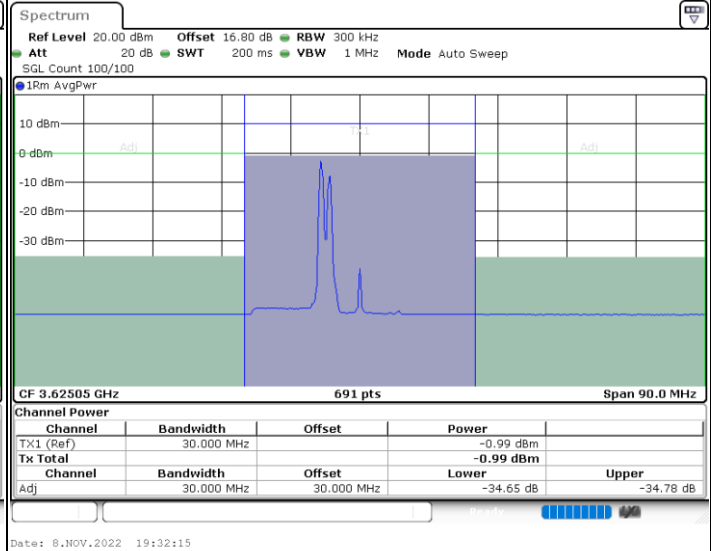 Spectrum
Ref Level 20.00 dBm Offset 16.80 dB RBW 300 kHz
Att 20 dB SWT 200 ms VBW 1 MHz Mode Auto Sweep
SGL Count 100/100
1Rm AvgPwr
10 dBm
TX1
0 dBm Adj Adj
-10 dBm
-20 dBm
-30 dBm
CF 3.62505 GHz 691 pts Span 90.0 MHz
Channel Power
Channel Bandwidth Offset Power
TX1 (Ref) 30.000 MHz -0.99 dBm
Tx Total -0.99 dBm
Channel Bandwidth Offset Lower Upper
Adj 30.000 MHz 30.000 MHz -34.65 dB -34.78 dB
Ready
Date: 8.NOV.2022 19:32:15